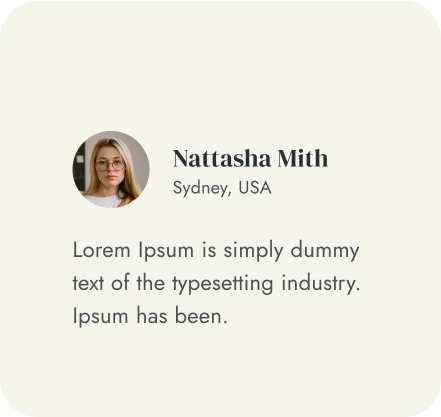 Nattasha Mith
Sydney, USA
Lorem Ipsum is simply dummy
text of the typesetting industry.
Ipsum has been.